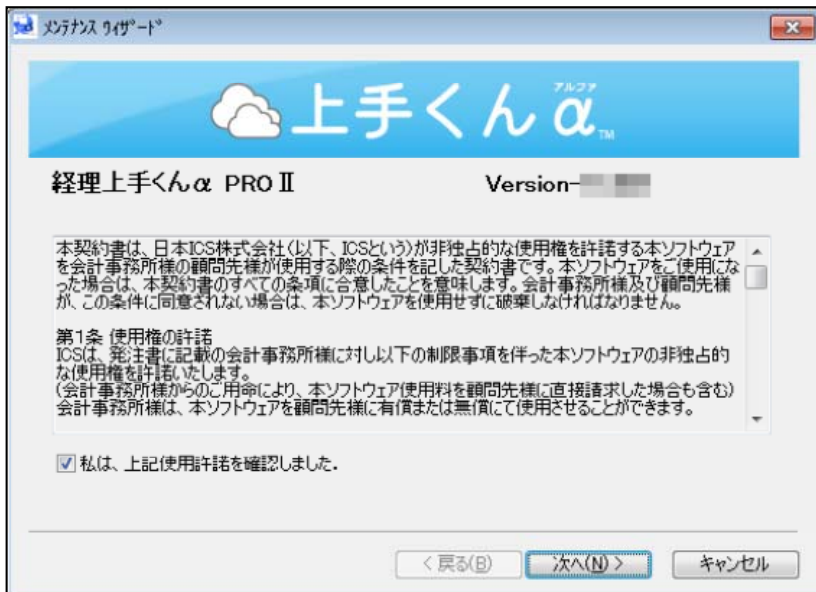 メンテナンス ウィザード
アルファ
上手くんα™
経理上手くんα PROⅡ Version-
本契約書は、日本ICS株式会社(以下、ICSという)が非独占的な使用権を許諾する本ソフトウェア
を会計事務所様の顧問先様が使用する際の条件を記した契約書です。本ソフトウェアをご使用にな
った場合は、本契約書のすべての条項に合意したことを意味します。会計事務所様及び顧問先様
が、この条件に同意されない場合は、本ソフトウェアを使用せずに破棄しなければなりません。
第1条 使用権の許諾
ICSは、発注書に記載の会計事務所様に対し以下の制限事項を伴った本ソフトウェアの非独占的
な使用権を許諾いたします。
(会計事務所様からのご用命により、本ソフトウェア使用料を顧問先様に直接請求した場合も含む)
会計事務所様は、本ソフトウェアを顧問先様に有償または無償にて使用させることができます。
私は、上記使用許諾を確認しました.
< 戻る(B) 次へ(N) > キャンセル